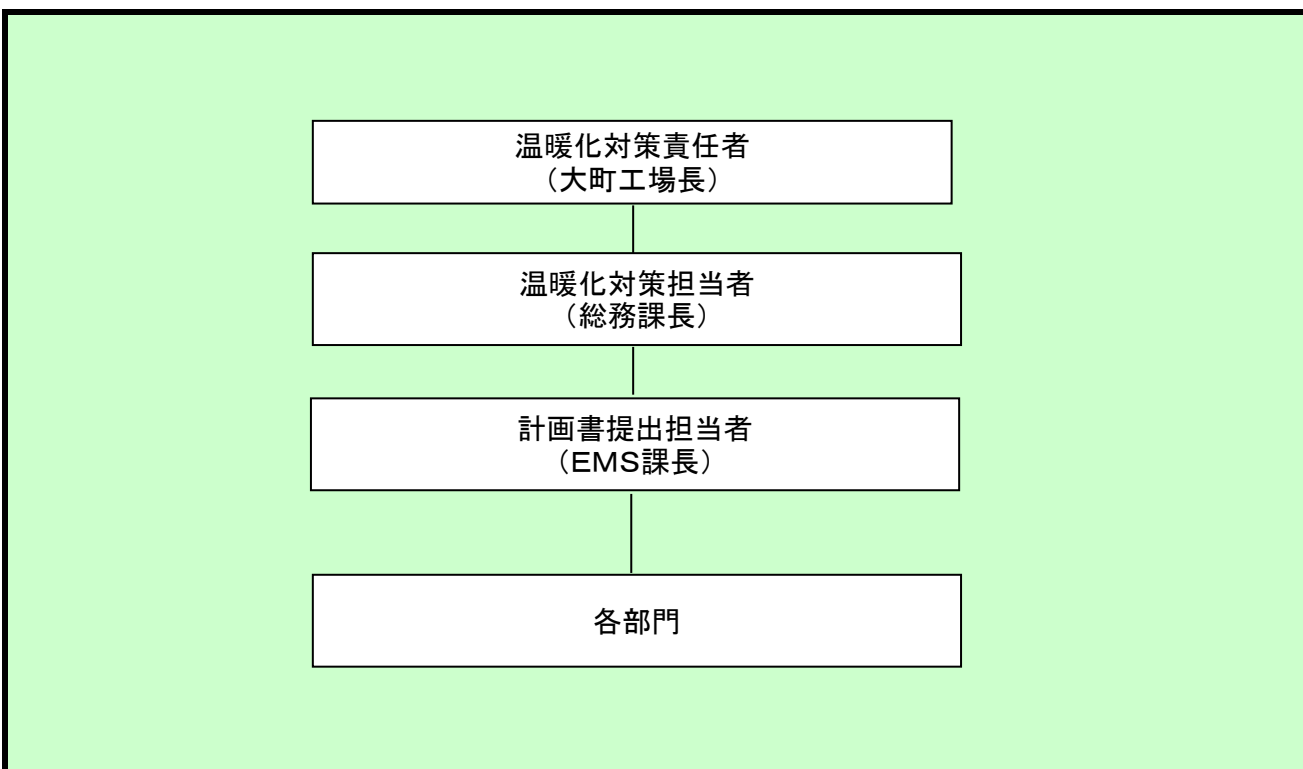 温暖化対策責任者
（大町工場長）
温暖化対策担当者
（総務課長）
計画書提出担当者
（EMS課長）
各部門